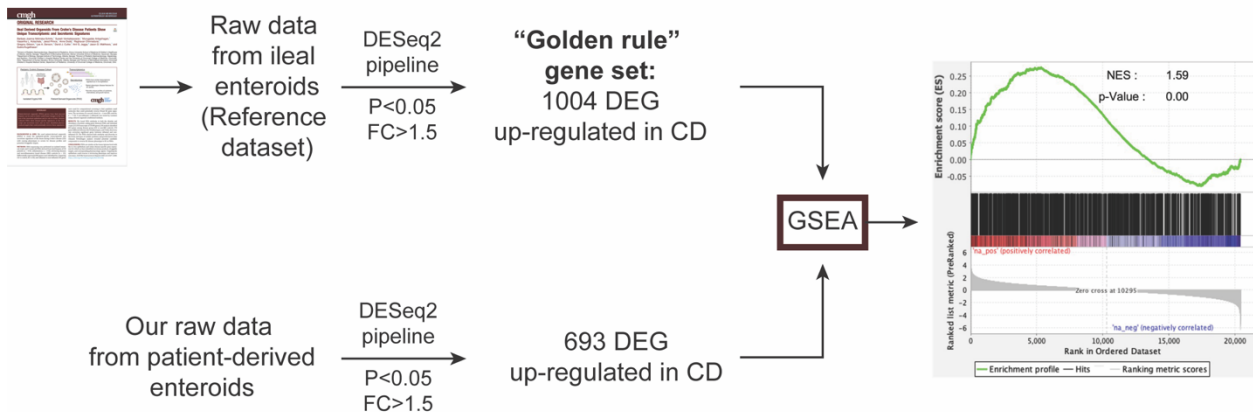 cmgh
ORIGINAL RESEARCH
Raw data
from ileal
enteroids
(Reference
dataset)
DESeq2
pipeline
P<0.05
FC>1.5
“Golden rule”
gene set:
1004 DEG
up-regulated in CD
Our raw data
from patient-derived
enteroids
DESeq2
pipeline
P<0.05
FC>1.5
693 DEG
up-regulated in CD
GSEA
NES : 1.59
p-Value : 0.00
Enrichment score (ES)
0.25
0.20
0.15
0.10
0.05
0.00
-0.05
'na_pos' (positively correlated)
Ranked list metric (PreRanked)
6
4
2
0
-2
-4
-6
Zero cross at 10295
'na_neg' (negatively correlated)
0 5,000 10,000 15,000 20,000
Rank in Ordered Dataset
Enrichment profile Hits Ranking metric scores